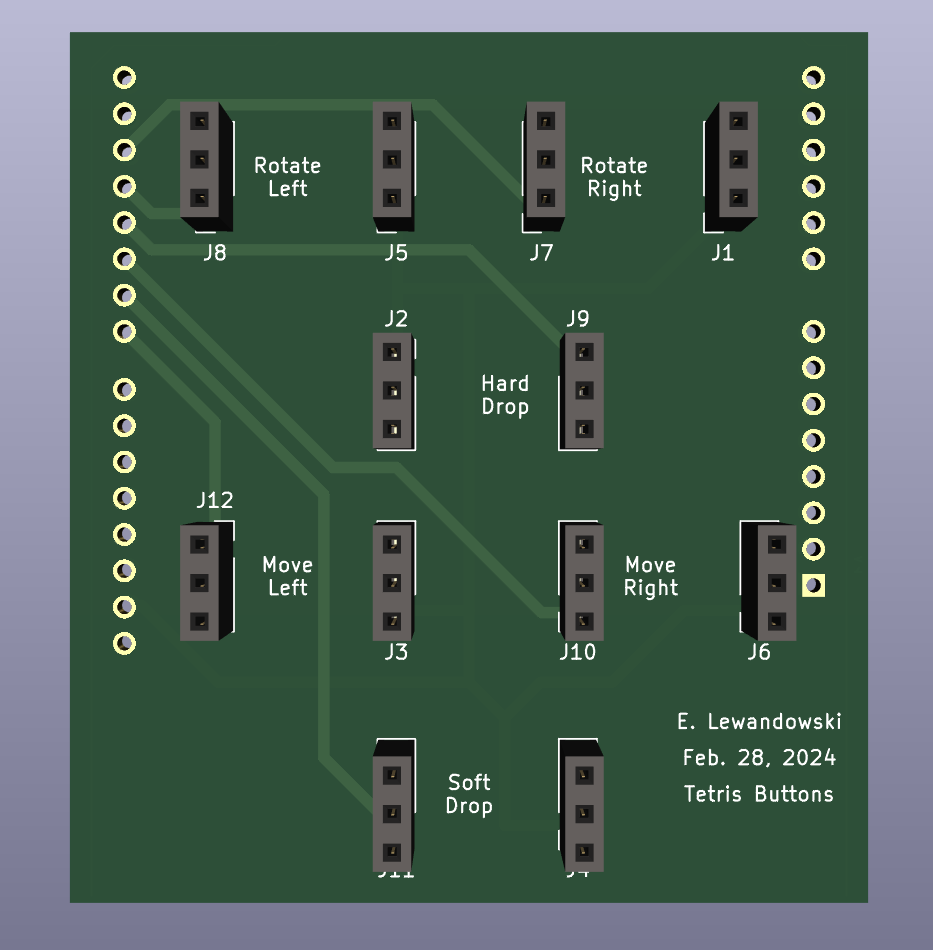 Rotate
Left
Rotate
Right
J8
J5
J7
J1
J2
J9
Hard
Drop
J12
Move
Left
Move
Right
J3
J10
J6
E. Lewandowski
Feb. 28, 2024
Tetris Buttons
Soft
Drop
J11
J4